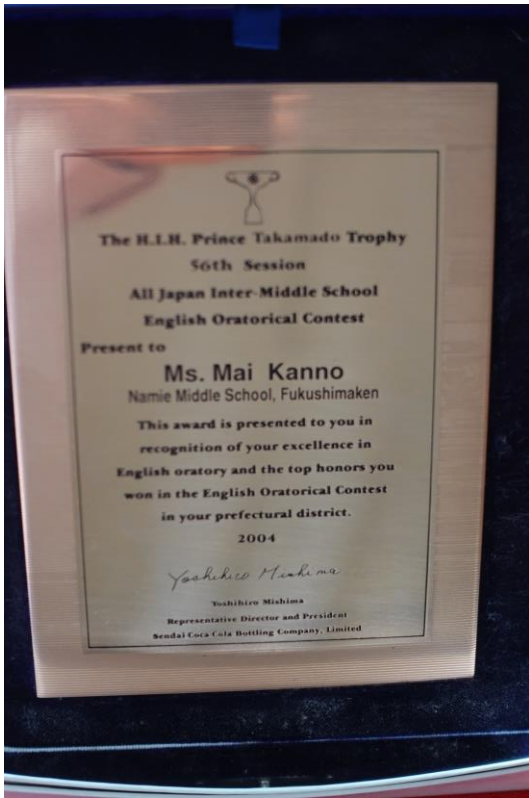 The H.I.H. Prince Takamado Trophy
56th Session
All Japan Inter-Middle School
English Oratorical Contest
Present to
Ms. Mai Kanno
Namie Middle School, Fukushimaken
This award is presented to you in
recognition of your excellence in
English oratory and the top honors you
won in the English Oratorical Contest
in your prefectural district.
2004
Yoshihiro Mishima
Yoshihiro Mishima
Representative Director and President
Sendai Coca Cola Bottling Company, Limited